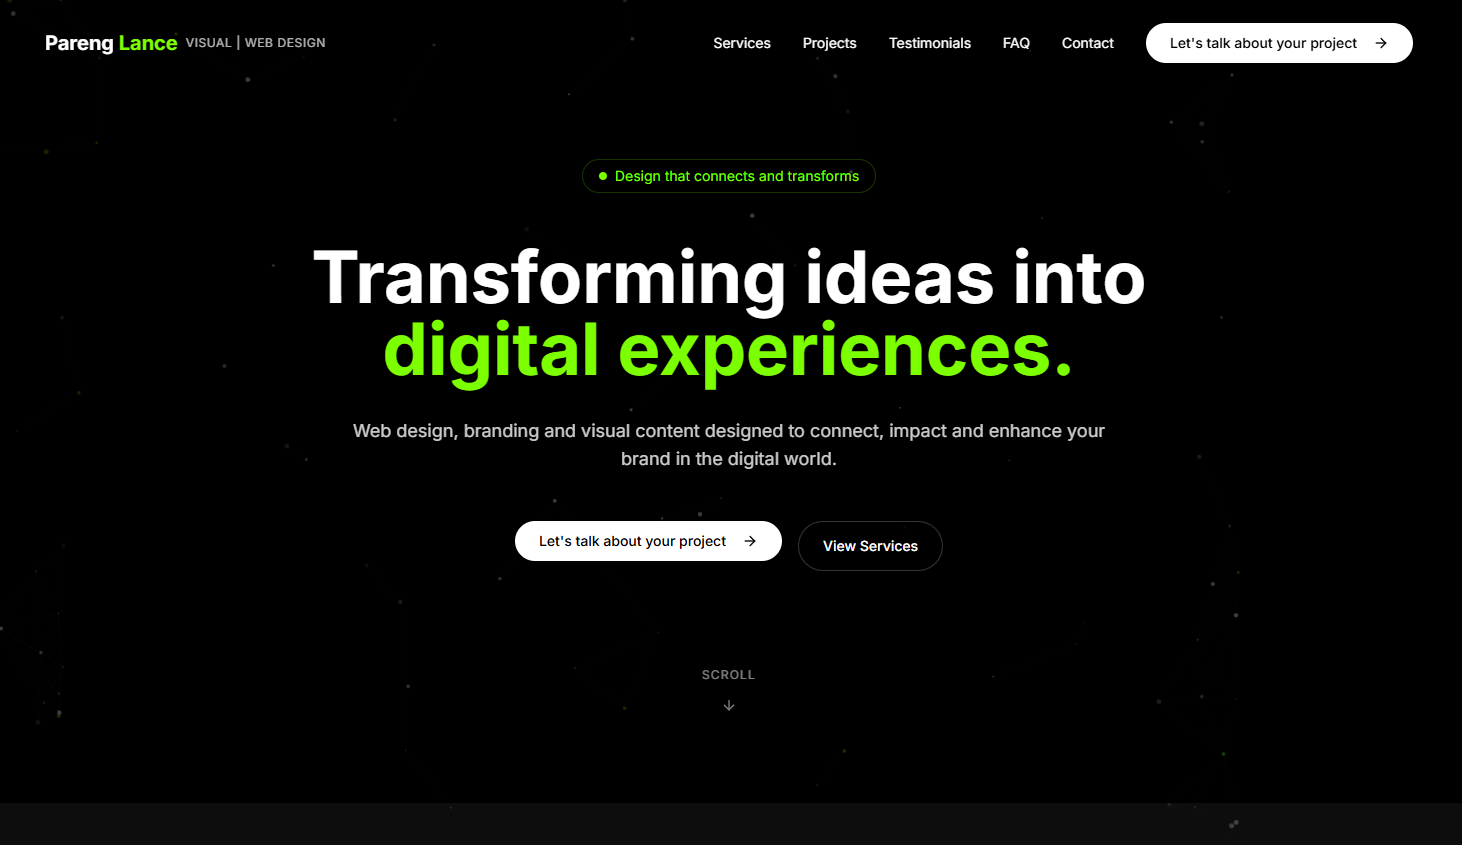 Pareng Lance VISUAL | WEB DESIGN
Services Projects Testimonials FAQ Contact Let's talk about your project
Design that connects and transforms
Transforming ideas into
digital experiences.
Web design, branding and visual content designed to connect, impact and enhance your
brand in the digital world.
Let's talk about your project View Services
SCROLL